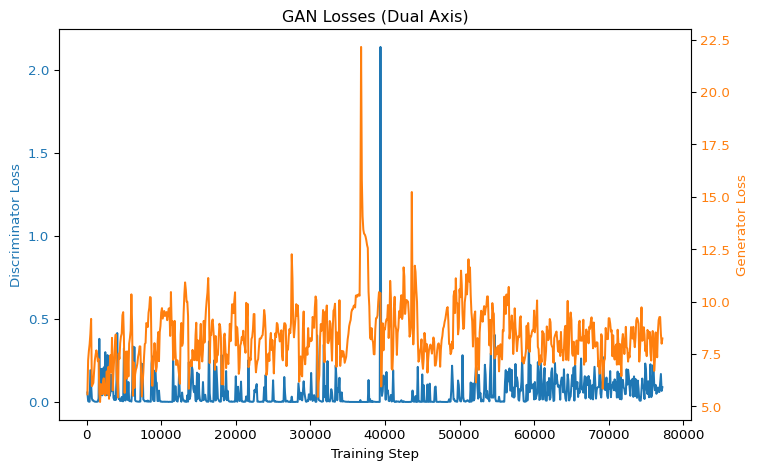 GAN Losses (Dual Axis)
Discriminator Loss
2.0
1.5
1.0
0.5
0.0
22.5
20.0
17.5
15.0
12.5
10.0
7.5
5.0
Generator Loss
0 10000 20000 30000 40000 50000 60000 70000 80000
Training Step